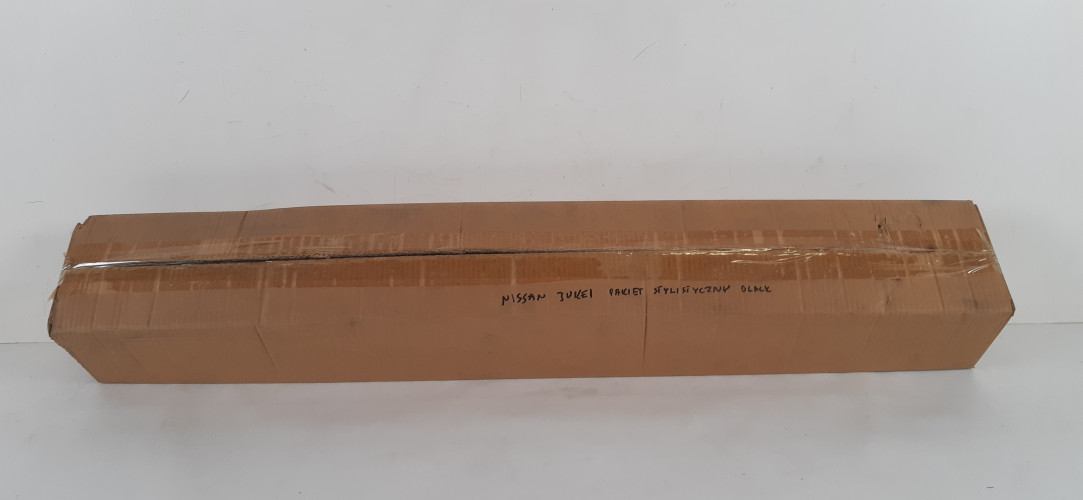 NISSAN JUKE1 PAKIET STYLISTYCZNY BLACK